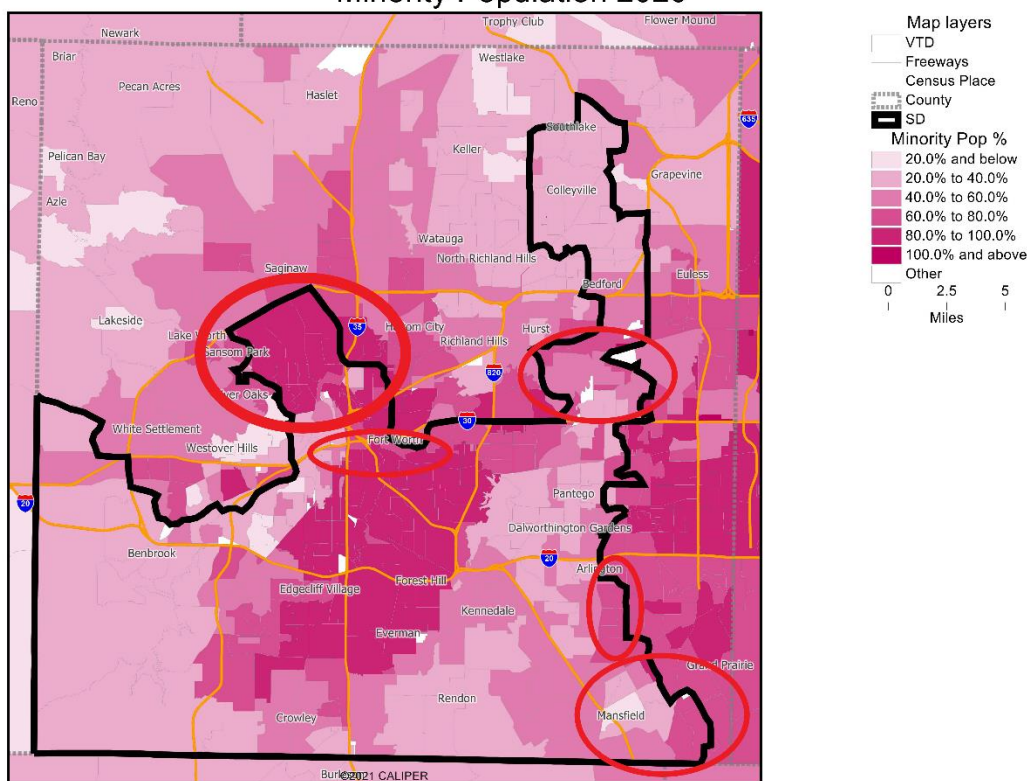 Minority Population 2020
Newark
Trophy Club
Flower Mound
Briar
Westlake
Reno
Pecan Acres
Haslet
635
Pelican Bay
Southlake
Keller
Grapevine
Azle
Colleyville
Watauga
North Richland Hills
Saginaw
Euless
Bedford
Lakeside
35
Lake Worth
Hurst
Richland Hills
Sansom Park
820
30
White Settlement
Fort Worth
Westover Hills
20
Pantego
Dalworthington Gardens
Benbrook
20
Arlington
Edgecliff Village
Forest Hill
Kennedale
Everman
Grand Prairie
Rendon
Mansfield
Crowley
©2021 CALIPER
Map layers
VTD
Freeways
Census Place
County
SD
Minority Pop %
20.0% and below
20.0% to 40.0%
40.0% to 60.0%
60.0% to 80.0%
80.0% to 100.0%
100.0% and above
Other
0 2.5 5
Miles